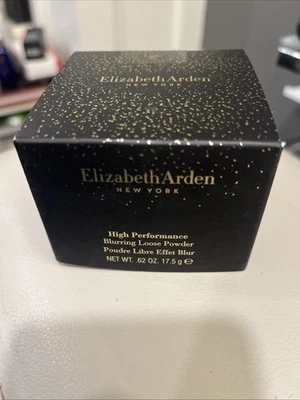 Elizabeth Arden
NEW YORK
Elizabeth Arden
NEW YORK
High Performance
Blurring Loose Powder
Poudre Libre Effet Blur
NET WT. .62 OZ. 17.5 g ℮